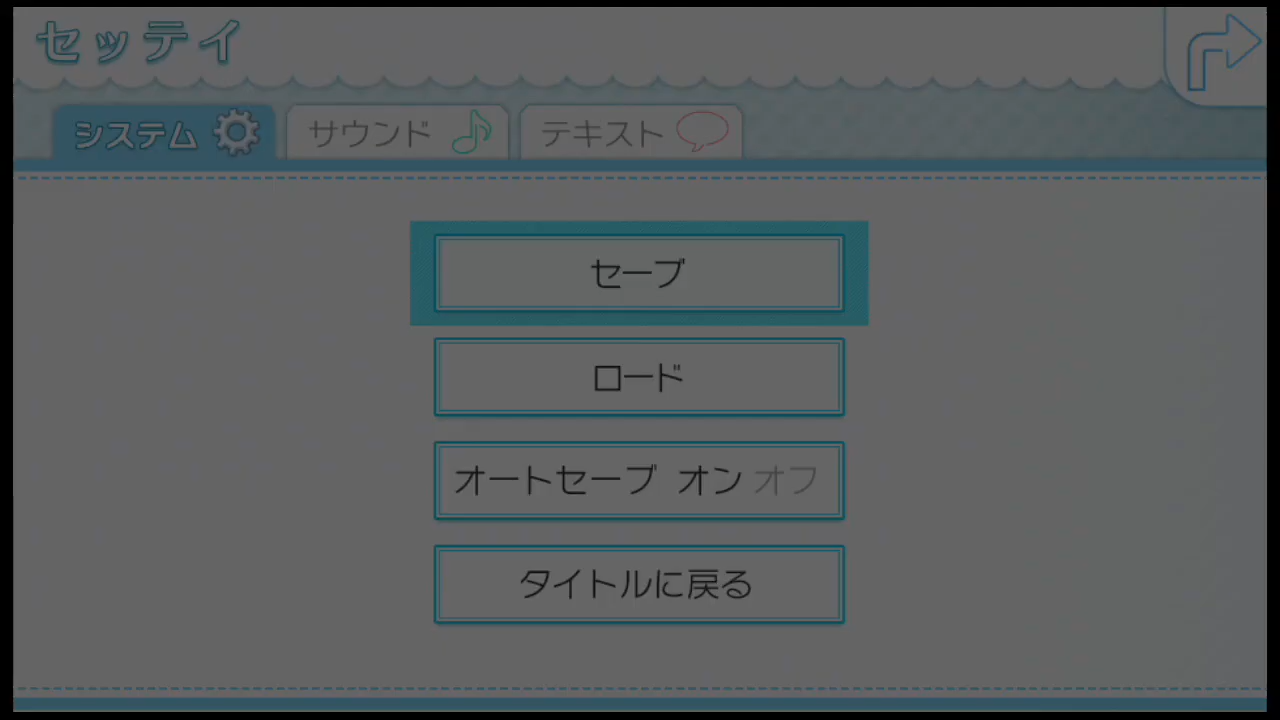 セッテイ
システム サウンド テキスト
セーブ
ロード
オートセーブ オン オフ
タイトルに戻る